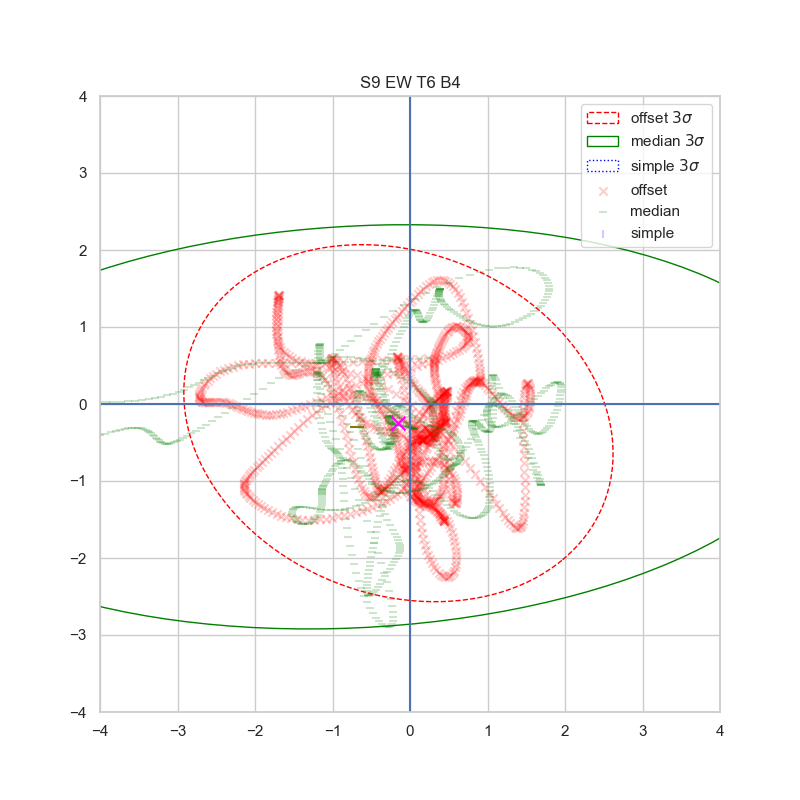 S9 EW T6 B4
offset 3σ
median 3σ
simple 3σ
offset
median
simple
4
3
2
1
0
−1
−2
−3
−4
−4 −3 −2 −1 0 1 2 3 4